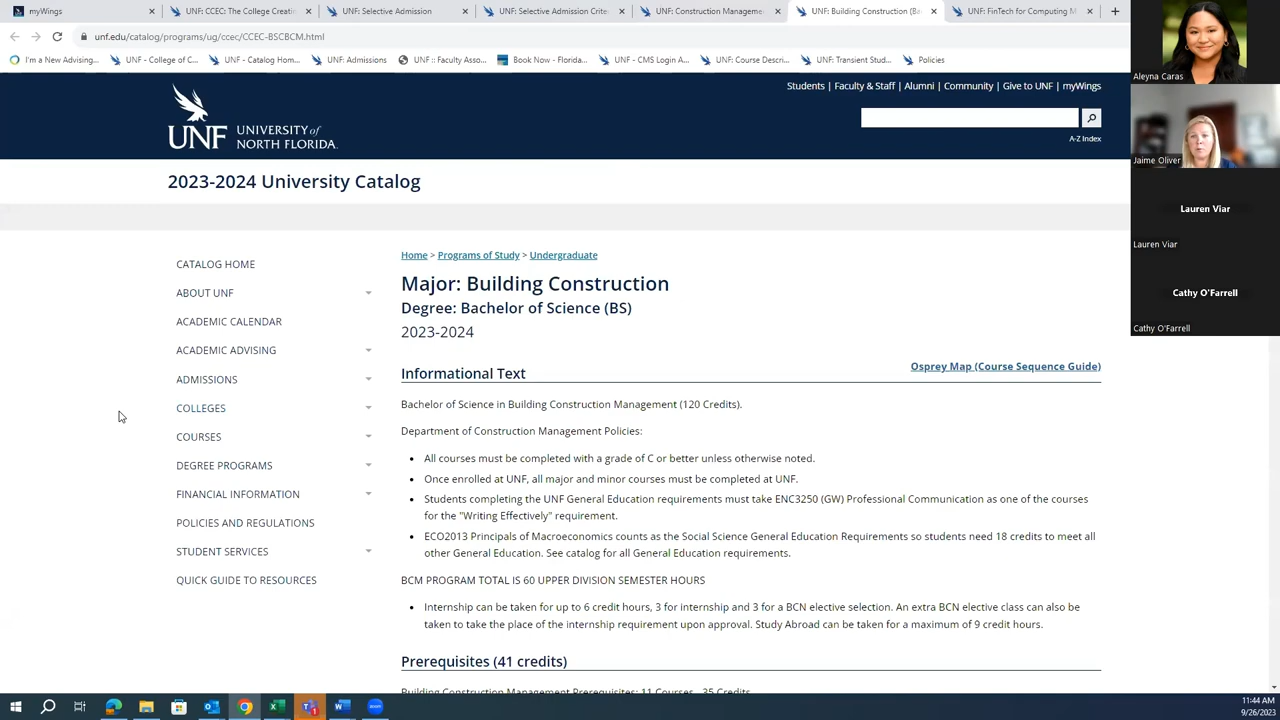 myWings
UNF: CCEC: The College Creati
UNF: Selective Admission
UNF: Selective Admission Crite
UNF: Construction Manageme
UNF: Building Construction (Ba
UNF: FinTech for Computing M
unf.edu/catalog/programs/ug/ccec/CCEC-BSCBCM.html
I'm a New Advising...
UNF - College of C...
UNF - Catalog Hom...
UNF: Admissions
UNF :: Faculty Asso...
Book Now - Florida...
UNF - CMS Login A...
UNF: Course Descri...
UNF: Transient Stud...
Policies
Students | Faculty & Staff | Alumni | Community | Give to UNF | myWings
UNF UNIVERSITY of NORTH FLORIDA.
A-Z Index
2023-2024 University Catalog
CATALOG HOME
ABOUT UNF
ACADEMIC CALENDAR
ACADEMIC ADVISING
ADMISSIONS
COLLEGES
COURSES
DEGREE PROGRAMS
FINANCIAL INFORMATION
POLICIES AND REGULATIONS
STUDENT SERVICES
QUICK GUIDE TO RESOURCES
Home > Programs of Study > Undergraduate
Major: Building Construction
Degree: Bachelor of Science (BS)
2023-2024
Osprey Map (Course Sequence Guide)
Informational Text
Bachelor of Science in Building Construction Management (120 Credits).
Department of Construction Management Policies:
• All courses must be completed with a grade of C or better unless otherwise noted.
• Once enrolled at UNF, all major and minor courses must be completed at UNF.
• Students completing the UNF General Education requirements must take ENC3250 (GW) Professional Communication as one of the courses
for the "Writing Effectively" requirement.
• ECO2013 Principals of Macroeconomics counts as the Social Science General Education Requirements so students need 18 credits to meet all
other General Education. See catalog for all General Education requirements.
BCM PROGRAM TOTAL IS 60 UPPER DIVISION SEMESTER HOURS
• Internship can be taken for up to 6 credit hours, 3 for internship and 3 for a BCN elective selection. An extra BCN elective class can also be
taken to take the place of the internship requirement upon approval. Study Abroad can be taken for a maximum of 9 credit hours.
Prerequisites (41 credits)
Building Construction Management Prerequisites: 11 Courses - 35 Credits
Aleyna Caras
Jaime Oliver
Lauren Viar
Lauren Viar
Cathy O'Farrell
Cathy O'Farrell
11:44 AM
9/26/2023